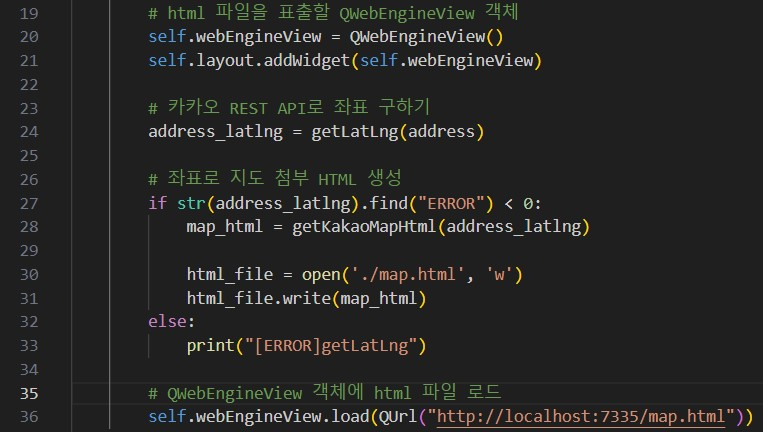 19 # html 파일을 표출할 QWebEngineView 객체
20 self.webEngineView = QWebEngineView()
21 self.layout.addWidget(self.webEngineView)
22
23 # 카카오 REST API로 좌표 구하기
24 address_latlng = getLatLng(address)
25
26 # 좌표로 지도 첨부 HTML 생성
27 if str(address_latlng).find("ERROR") < 0:
28 map_html = getKakaoMapHtml(address_latlng)
29
30 html_file = open('./map.html', 'w')
31 html_file.write(map_html)
32 else:
33 print("[ERROR]getLatLng")
34
35 # QWebEngineView 객체에 html 파일 로드
36 self.webEngineView.load(QUrl("http://localhost:7335/map.html"))